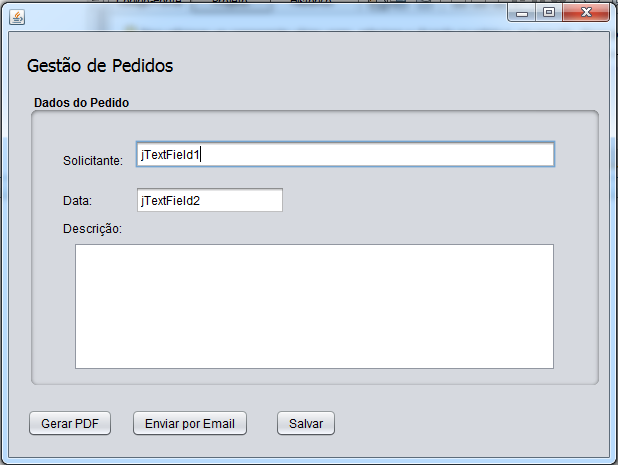 Gestão de Pedidos
Dados do Pedido
Solicitante: jTextField1
Data: jTextField2
Descrição:
Gerar PDF Enviar por Email Salvar